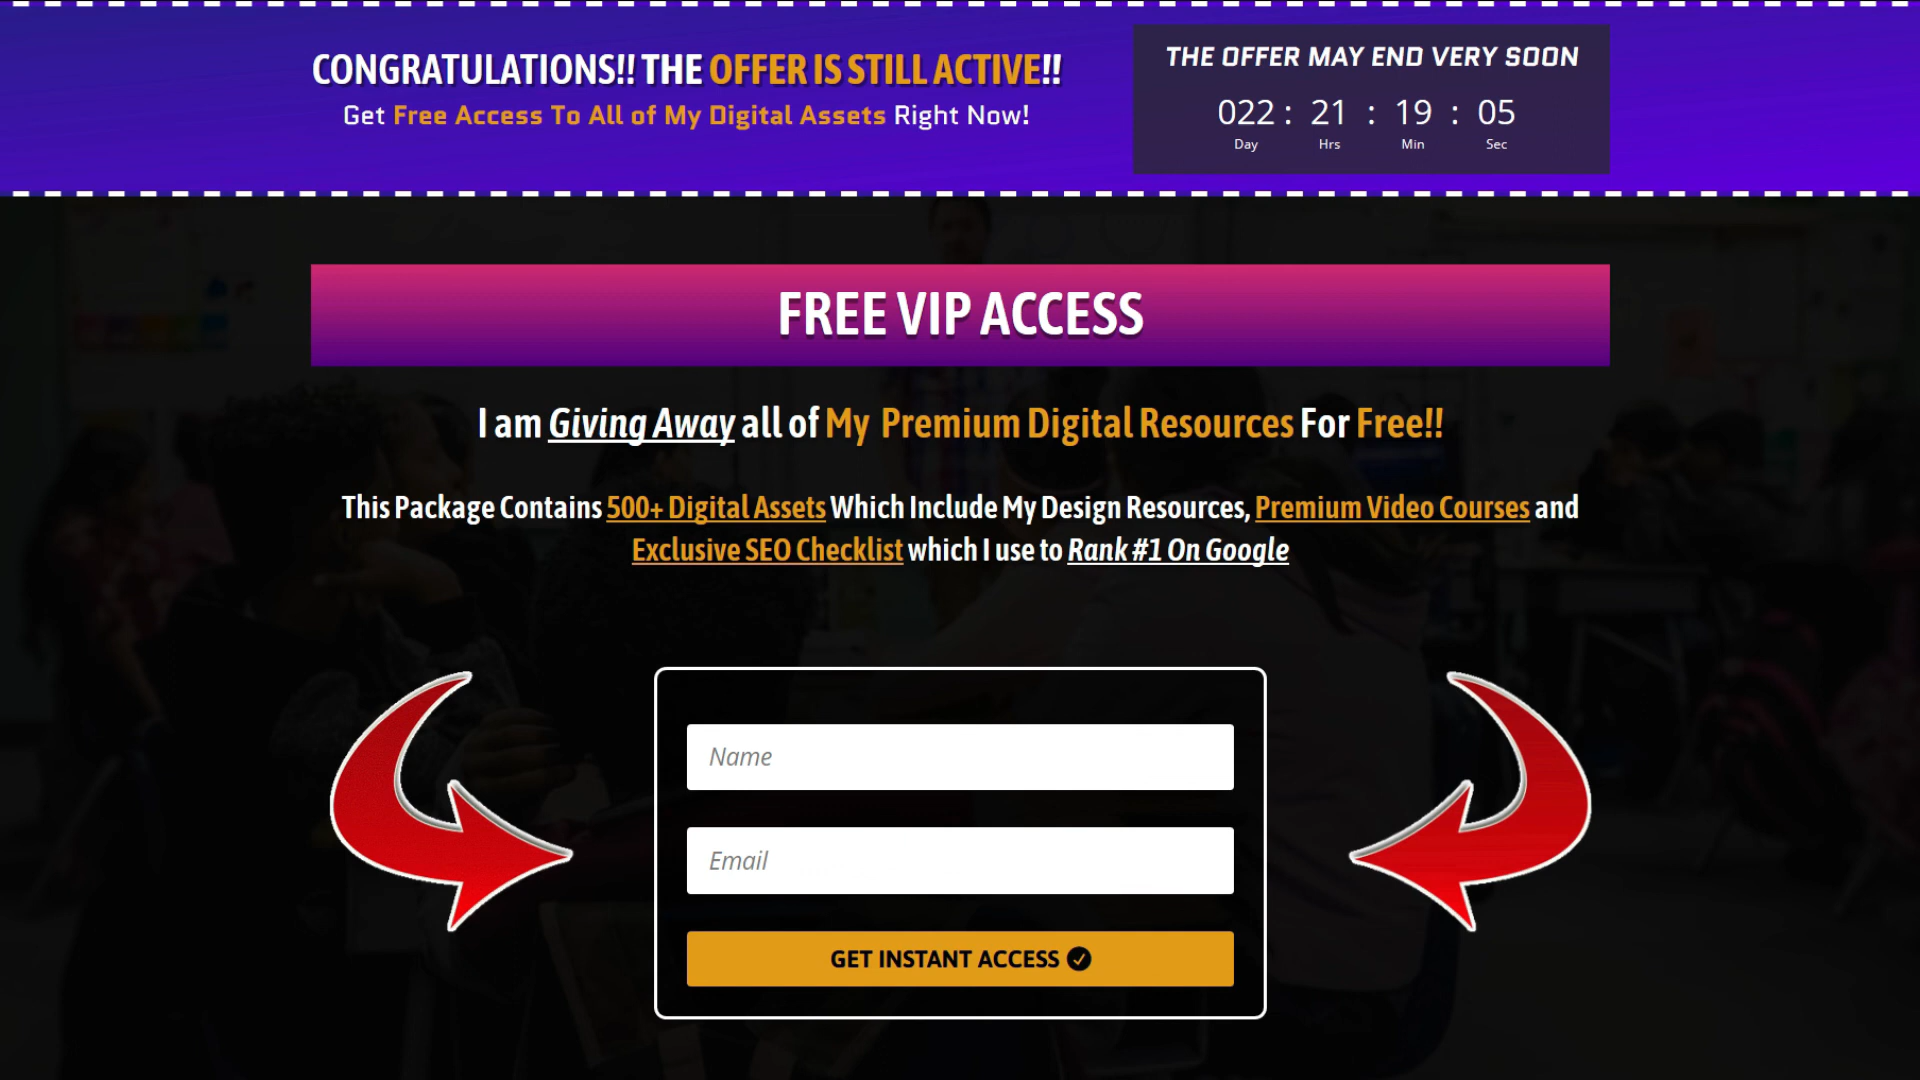 CONGRATULATIONS!! THE OFFER IS STILL ACTIVE!!
Get Free Access To All of My Digital Assets Right Now!
THE OFFER MAY END VERY SOON
022 : 21 : 19 : 05
Day Hrs Min Sec
FREE VIP ACCESS
I am Giving Away all of My Premium Digital Resources For Free!!
This Package Contains 500+ Digital Assets Which Include My Design Resources, Premium Video Courses and
Exclusive SEO Checklist which I use to Rank #1 On Google
Name
Email
GET INSTANT ACCESS